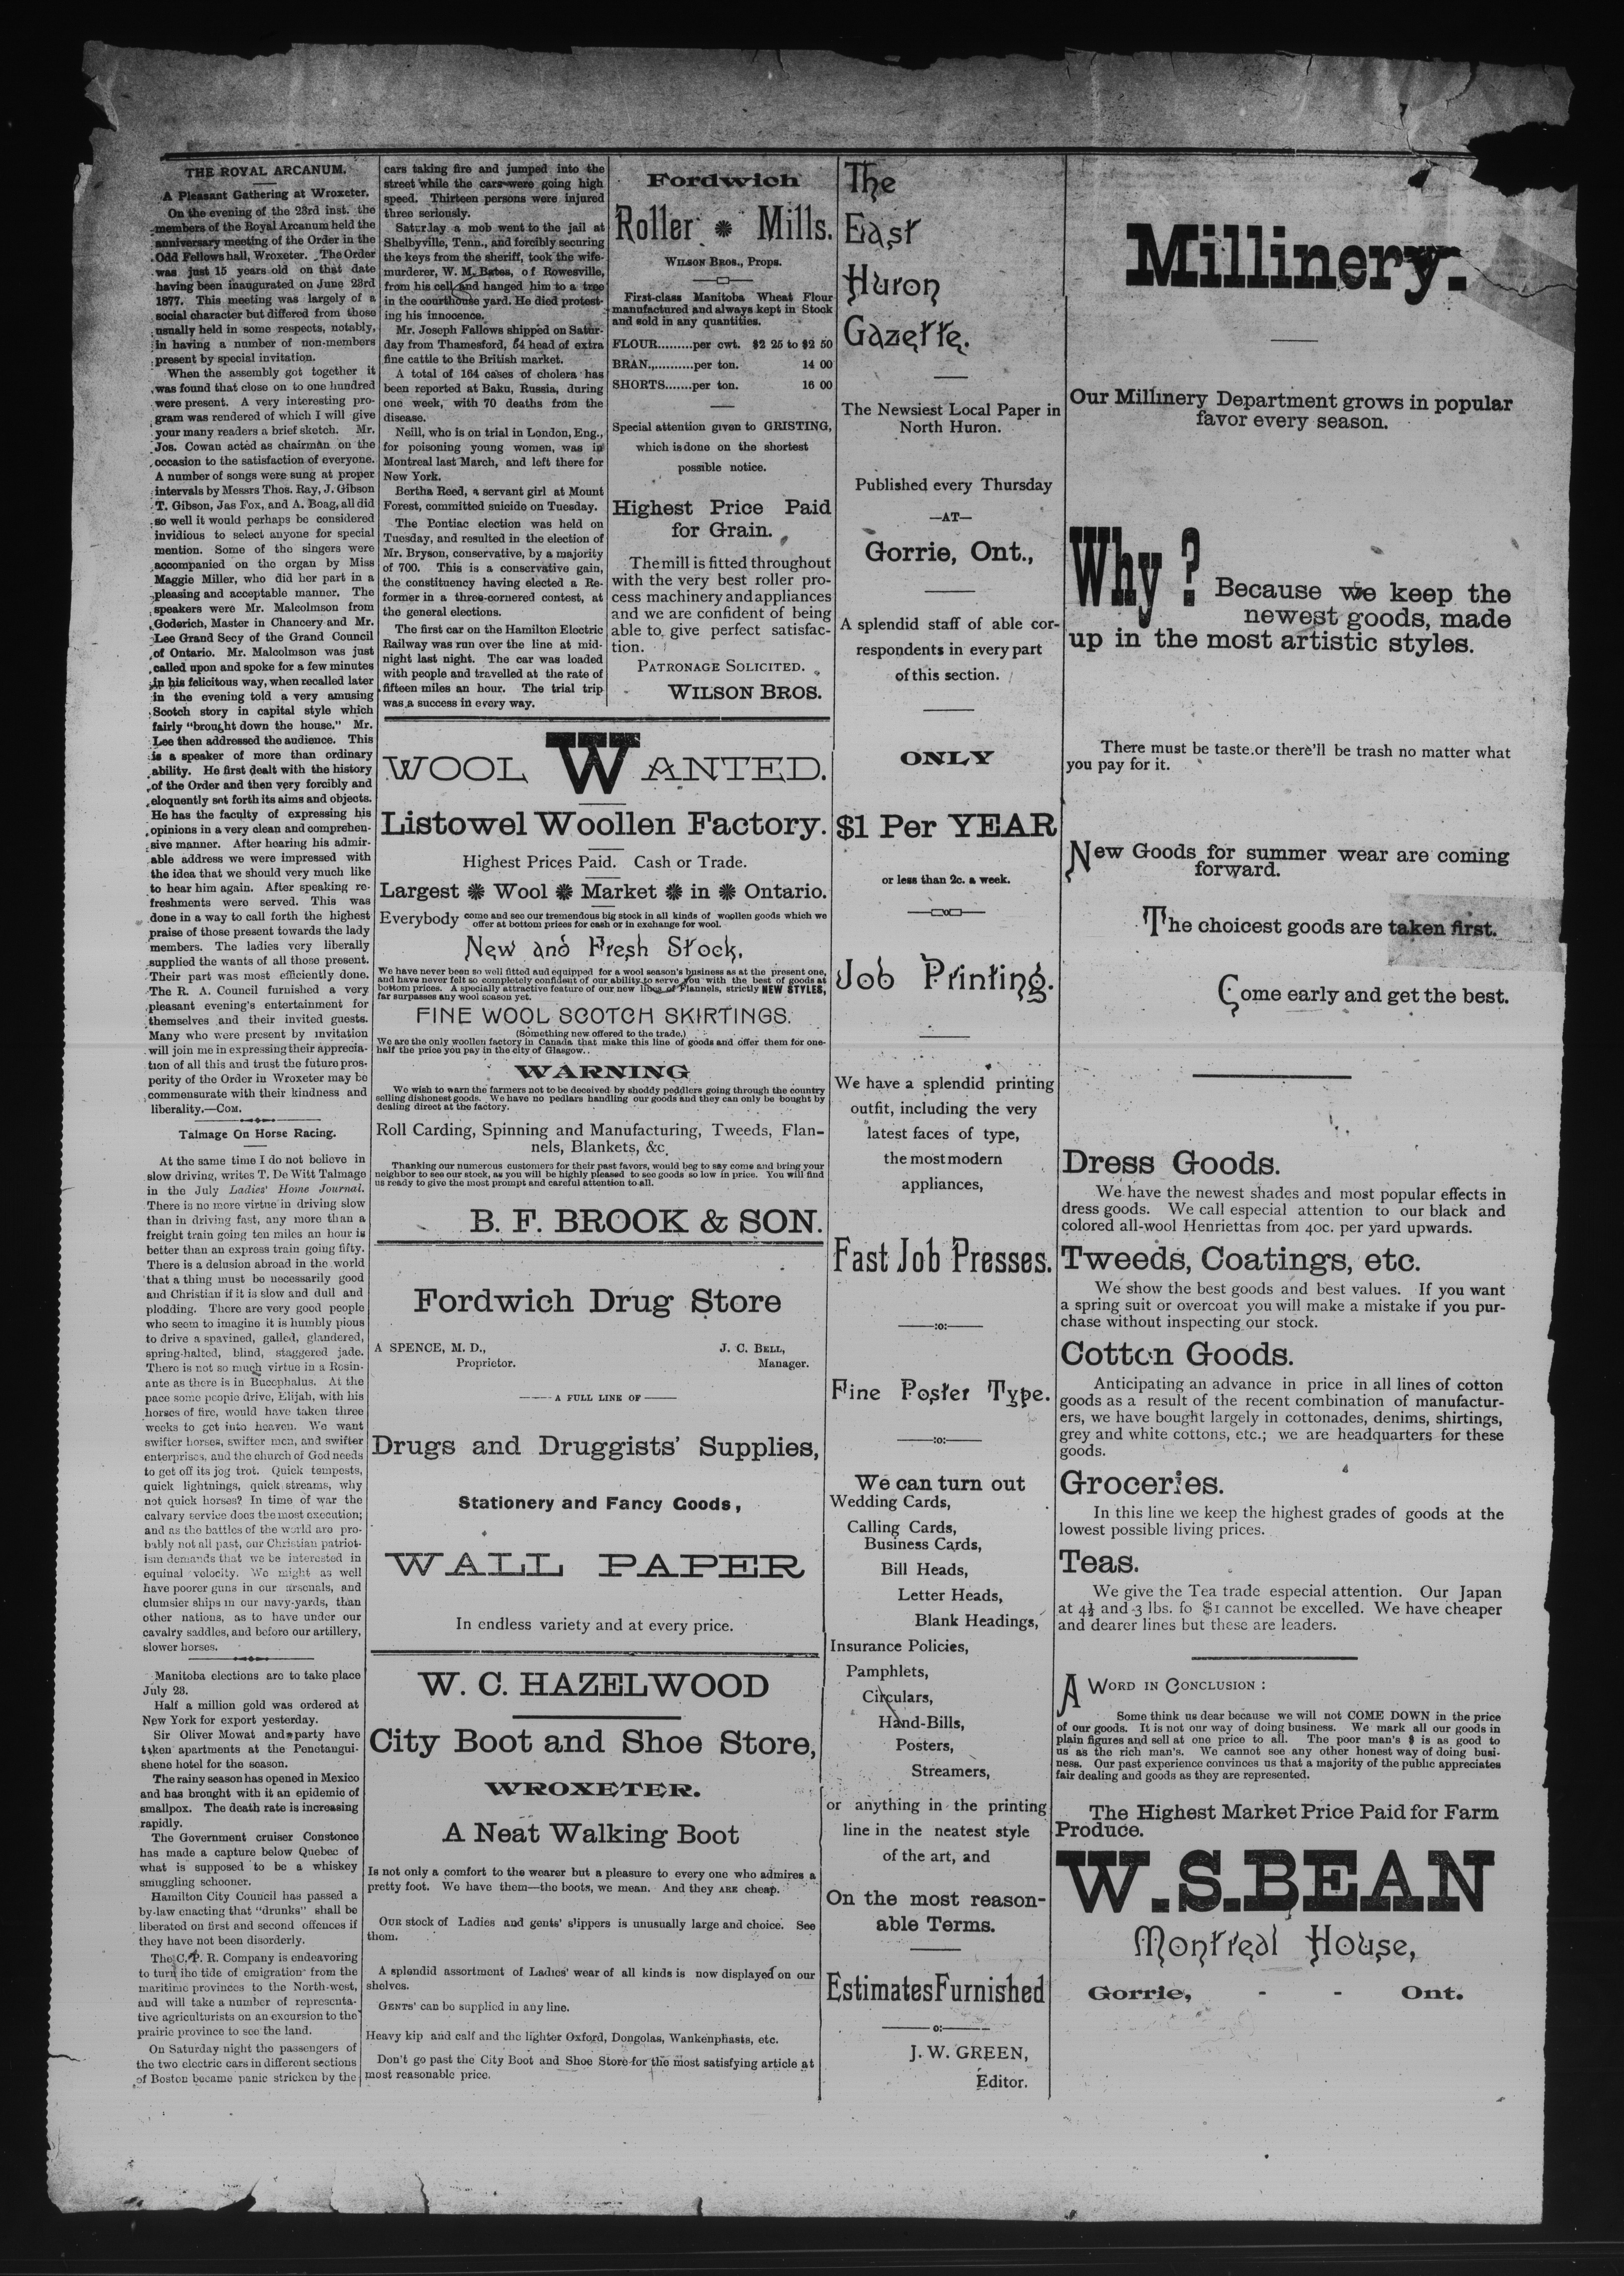 THE ROYAL ARCANUM.
A Pleasant Gathering at Wroxeter.
On the evening of the 23rd inst. the
members of the Royal Arcanum held the
anniversary meeting of the Order in the
Odd Fellows hall, Wroxeter. The Order
was just 15 years old on that date
having been inaugurated on June 23rd
1877. This meeting was largely of a
social character but differed from those
usually held in some respects, notably,
in having a number of non-members
present by special invitation.
When the assembly got together it
was found that close on to one hundred
were present. A very interesting pro-
gram was rendered of which I will give
your many readers a brief sketch. Mr.
Jos. Cowan acted as chairman on the
occasion to the satisfaction of everyone.
A number of songs were sung at proper
intervals by Messrs Thos. Ray, J. Gibson
T. Gibson, Jas Fox, and A. Boag, all did
so well it would perhaps be considered
invidious to select anyone for special
mention. Some of the singers were
accompanied on the organ by Miss
Maggie Miller, who did her part in a
pleasing and acceptable manner. The
speakers were Mr. Malcolmson from
Goderich, Master in Chancery and Mr.
Lee Grand Secy of the Grand Council
of Ontario. Mr. Malcolmson was just
called upon and spoke for a few minutes
in his felicitous way, when recalled later
in the evening told a very amusing
Scotch story in capital style which
fairly "brought down the house." Mr.
Lee then addressed the audience. This
is a speaker of more than ordinary
ability. He first dealt with the history
of the Order and then very forcibly and
eloquently set forth its aims and objects.
He has the faculty of expressing his
opinions in a very clean and comprehen-
sive manner. After hearing his admir-
able address we were impressed with
the idea that we should very much like
to hear him again. After speaking re-
freshments were served. This was
done in a way to call forth the highest
praise of those present towards the lady
members. The ladies very liberally
supplied the wants of all those present.
Their part was most efficiently done.
The R. A. Council furnished a very
pleasant evening's entertainment for
themselves and their invited guests.
Many who were present by invitation
will join me in expressing their apprecia-
tion of all this and trust the future pros-
perity of the Order in Wroxeter may be
commensurate with their kindness and
liberality.—COM.
Talmage On Horse Racing.
At the same time I do not believe in
slow driving, writes T. De Witt Talmage
in the July Ladies' Home Journal.
There is no more virtue in driving slow
than in driving fast, any more than a
freight train going ten miles an hour is
better than an express train going fifty.
There is a delusion abroad in the world
that a thing must be necessarily good
and Christian if it is slow and dull and
plodding. There are very good people
who seem to imagine it is humbly pious
to drive a spavined, galled, glandered,
spring-halted, blind, staggered jade.
There is not so much virtue in a Rosin-
ante as there is in Bucephalus. At the
pace some people drive, Elijah, with his
horses of fire, would have taken three
weeks to get into heaven. We want
swifter horses, swifter men, and swifter
enterprises, and the church of God needs
to get off its jog trot. Quick tempests,
quick lightnings, quick streams, why
not quick horses? In time of war the
calvary service does the most execution;
and as the battles of the world are pro-
bably not all past, our Christian patriot-
ism demands that we be interested in
equinal velocity. We might as well
have poorer guns in our arsenals, and
clumsier ships in our navy-yards, than
other nations, as to have under our
cavalry saddles, and before our artillery,
slower horses.
Manitoba elections are to take place
July 23.
Half a million gold was ordered at
New York for export yesterday.
Sir Oliver Mowat and party have
taken apartments at the Penetangui-
shene hotel for the season.
The rainy season has opened in Mexico
and has brought with it an epidemic of
smallpox. The death rate is increasing
rapidly.
The Government cruiser Constonce
has made a capture below Quebec of
what is supposed to be a whiskey
smuggling schooner.
Hamilton City Council has passed a
by-law enacting that "drunks" shall be
liberated on first and second offences if
they have not been disorderly.
The C. P. R. Company is endeavoring
to turn the tide of emigration from the
maritime provinces to the North-west,
and will take a number of representa-
tive agriculturists on an excursion to the
prairie province to see the land.
On Saturday night the passengers of
the two electric cars in different sections
of Boston became panic stricken by the
cars taking fire and jumped into the
street while the cars were going high
speed. Thirteen persons were injured
three seriously.
Saturday a mob went to the jail at
Shelbyville, Tenn., and forcibly securing
the keys from the sheriff, took the wife-
murderer, W. M. Bates, of Rowesville,
from his cell and hanged him to a tree
in the courthouse yard. He died protest-
ing his innocence.
Mr. Joseph Fallows shipped on Satur-
day from Thamesford, 54 head of extra
fine cattle to the British market.
A total of 164 cases of cholera has
been reported at Baku, Russia, during
one week, with 70 deaths from the
disease.
Neill, who is on trial in London, Eng.,
for poisoning young women, was in
Montreal last March, and left there for
New York.
Bertha Reed, a servant girl at Mount
Forest, committed suicide on Tuesday.
The Pontiac election was held on
Tuesday, and resulted in the election of
Mr. Bryson, conservative, by a majority
of 700. This is a conservative gain,
the constituency having elected a Re-
former in a three-cornered contest, at
the general elections.
The first car on the Hamilton Electric
Railway was run over the line at mid-
night last night. The car was loaded
with people and travelled at the rate of
fifteen miles an hour. The trial trip
was a success in every way.
Fordwich
Roller Mills.
WILSON BROS., Props.
First-class Manitoba Wheat Flour
manufactured and always kept in Stock
and sold in any quantities.
FLOUR.........per cwt. $2 25 to $2 50
BRAN.,..........per ton. 14 00
SHORTS.......per ton. 16 00
Special attention given to GRISTING,
which is done on the shortest
possible notice.
Highest Price Paid
for Grain.
The mill is fitted throughout
with the very best roller pro-
cess machinery and appliances
and we are confident of being
able to give perfect satisfac-
tion.
PATRONAGE SOLICITED.
WILSON BROS.
WOOL WANTED.
Listowel Woollen Factory.
Highest Prices Paid. Cash or Trade.
Largest Wool Market in Ontario.
Everybody come and see our tremendous big stock in all kinds of woollen goods which we
offer at bottom prices for cash or in exchange for wool.
New and Fresh Stock,
We have never been so well fitted and equipped for a wool season's business as at the present one,
and have never felt so completely confident of our ability to serve you with the best of goods at
bottom prices. A specially attractive feature of our new lines of Flannels, strictly NEW STYLES,
far surpasses any wool season yet.
FINE WOOL SCOTCH SKIRTINGS.
(Something new offered to the trade.)
We are the only woollen factory in Canada that make this line of goods and offer them for one-
half the price you pay in the city of Glasgow.
WARNING
We wish to warn the farmers not to be deceived by shoddy peddlers going through the country
selling dishonest goods. We have no pedlars handling our goods and they can only be bought by
dealing direct at the factory.
Roll Carding, Spinning and Manufacturing, Tweeds, Flan-
nels, Blankets, &c
Thanking our numerous customers for their past favors, would beg to say come and bring your
neighbor to see our stock, as you will be highly pleased to see goods so low in price. You will find
us ready to give the most prompt and careful attention to all.
B. F. BROOK & SON.
Fordwich Drug Store
A SPENCE, M. D., J. C. BELL,
Proprietor. Manager.
A FULL LINE OF
Drugs and Druggists' Supplies,
Stationery and Fancy Goods,
WALL PAPER
In endless variety and at every price.
W. C. HAZELWOOD
City Boot and Shoe Store,
WROXETER.
A Neat Walking Boot
Is not only a comfort to the wearer but a pleasure to every one who admires a
pretty foot. We have them—the boots, we mean. And they ARE cheap.
OUR stock of Ladies and gents' slippers is unusually large and choice. See
them.
A splendid assortment of Ladies' wear of all kinds is now displayed on our
shelves.
GENTS' can be supplied in any line.
Heavy kip and calf and the lighter Oxford, Dongolas, Wankenphasts, etc.
Don't go past the City Boot and Shoe Store for the most satisfying article at
most reasonable price.
The
East
Huron
Gazette.
The Newsiest Local Paper in
North Huron.
Published every Thursday
—AT—
Gorrie, Ont.,
A splendid staff of able cor-
respondents in every part
of this section.
ONLY
$1 Per YEAR
or less than 2c. a week.
Job Printing.
We have a splendid printing
outfit, including the very
latest faces of type,
the most modern
appliances,
Fast Job Presses.
—:o:—
Fine Poster Type.
—:o:—
We can turn out
Wedding Cards,
Calling Cards,
Business Cards,
Bill Heads,
Letter Heads,
Blank Headings,
Insurance Policies,
Pamphlets,
Circulars,
Hand-Bills,
Posters,
Streamers,
or anything in the printing
line in the neatest style
of the art, and
On the most reason-
able Terms.
Estimates Furnished
—o:—
J. W. GREEN,
Editor.
Millinery.
Our Millinery Department grows in popular
favor every season.
Why? Because we keep the
newest goods, made
up in the most artistic styles.
There must be taste or there'll be trash no matter what
you pay for it.
New Goods for summer wear are coming
forward.
The choicest goods are taken first.
Come early and get the best.
Dress Goods.
We have the newest shades and most popular effects in
dress goods. We call especial attention to our black and
colored all-wool Henriettas from 40c. per yard upwards.
Tweeds, Coatings, etc.
We show the best goods and best values. If you want
a spring suit or overcoat you will make a mistake if you pur-
chase without inspecting our stock.
Cotton Goods.
Anticipating an advance in price in all lines of cotton
goods as a result of the recent combination of manufactur-
ers, we have bought largely in cottonades, denims, shirtings,
grey and white cottons, etc.; we are headquarters for these
goods.
Groceries.
In this line we keep the highest grades of goods at the
lowest possible living prices.
Teas.
We give the Tea trade especial attention. Our Japan
at 4½ and 3 lbs. fo $1 cannot be excelled. We have cheaper
and dearer lines but these are leaders.
A WORD IN CONCLUSION:
Some think us dear because we will not COME DOWN in the price
of our goods. It is not our way of doing business. We mark all our goods in
plain figures and sell at one price to all. The poor man's $ is as good to
us as the rich man's. We cannot see any other honest way of doing busi-
ness. Our past experience convinces us that a majority of the public appreciates
fair dealing and goods as they are represented.
The Highest Market Price Paid for Farm
Produce.
W. S. BEAN
Montreal House,
Gorrie, - - Ont.